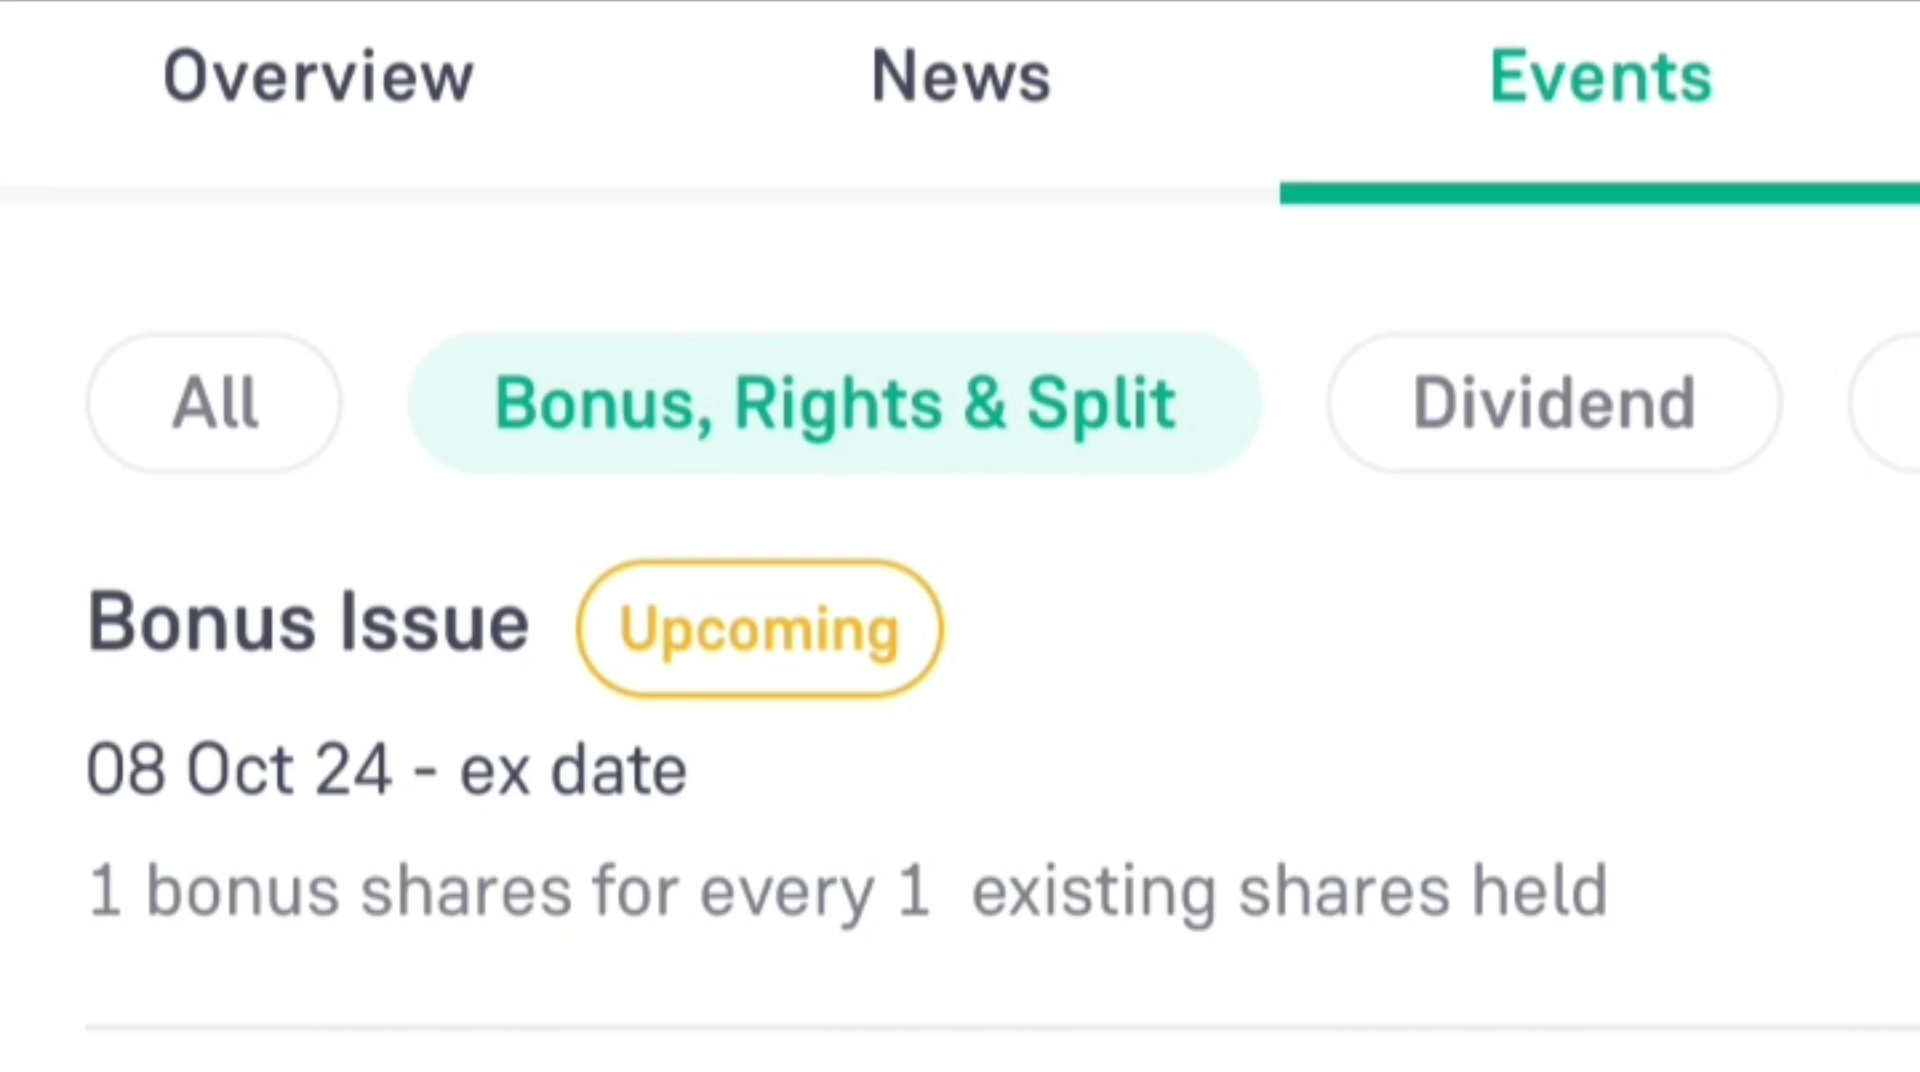 Overview News Events
All Bonus, Rights & Split Dividend
Bonus Issue Upcoming
08 Oct 24 - ex date
1 bonus shares for every 1  existing shares held